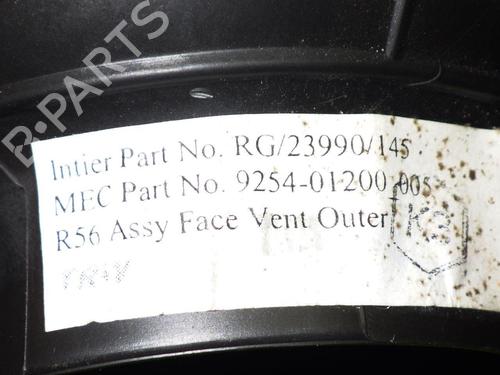 B-PARTS
Intier Part No. RG/23990/145
MEC Part No. 9254-01200 005
R56 Assy Face Vent Outer